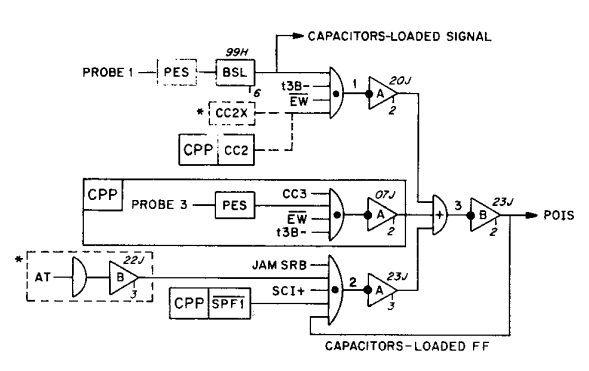 CAPACITORS-LOADED SIGNAL
99H
PROBE 1 PES BSL 1 20J
t3B- A
6 EW 2
* CC2X
CPP CC2
CPP CC3 07J
PROBE 3 PES A 3 23J
EW 2 + B POIS
t3B- 2
* 22J JAM SRB 23J
AT B SCI+ 2 A
3 CPP SPF1 3
CAPACITORS-LOADED FF